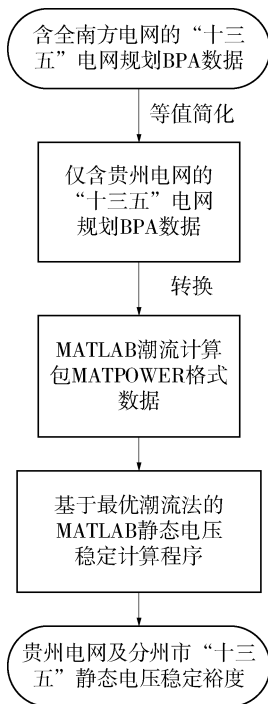 含全南方电网的“十三
五”电网规划BPA数据
等值简化
仅含贵州电网的
“十三五”电网
规划BPA数据
转换
MATLAB潮流计算
包MATPOWER格式
数据
基于最优潮流法的
MATLAB静态电压
稳定计算程序
贵州电网及分州市“十三
五”静态电压稳定裕度